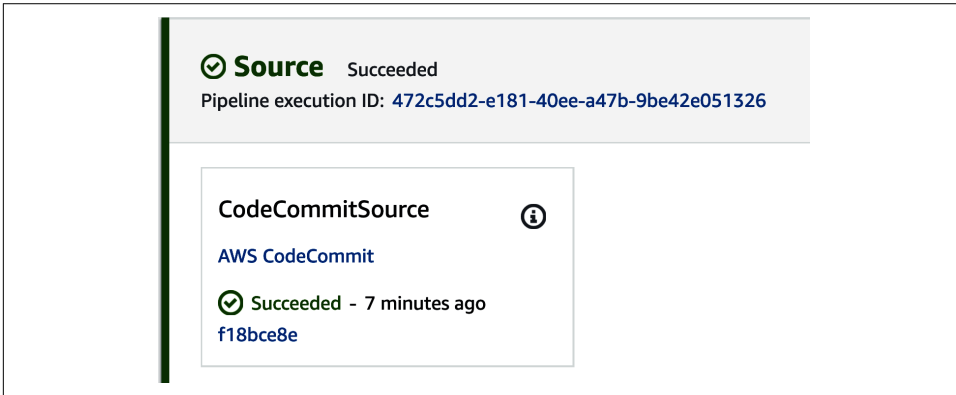 Source Succeeded
Pipeline execution ID: 472c5dd2-e181-40ee-a47b-9be42e051326
CodeCommitSource
AWS CodeCommit
Succeeded - 7 minutes ago
f18bce8e